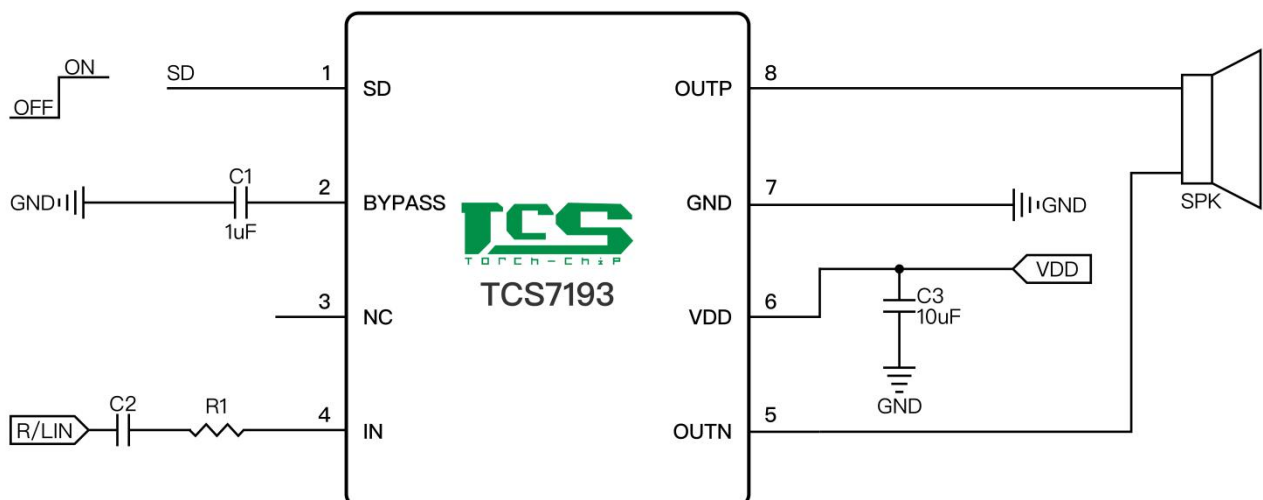 ON
OFF
SD
1
SD
GND
C1
1uF
2
BYPASS
3
NC
R/LIN
C2
R1
4
IN
TCS
TORCH-CHIP
TCS7193
OUTP
8
GND
7
GND
VDD
6
VDD
C3
10uF
GND
OUTN
5
SPK